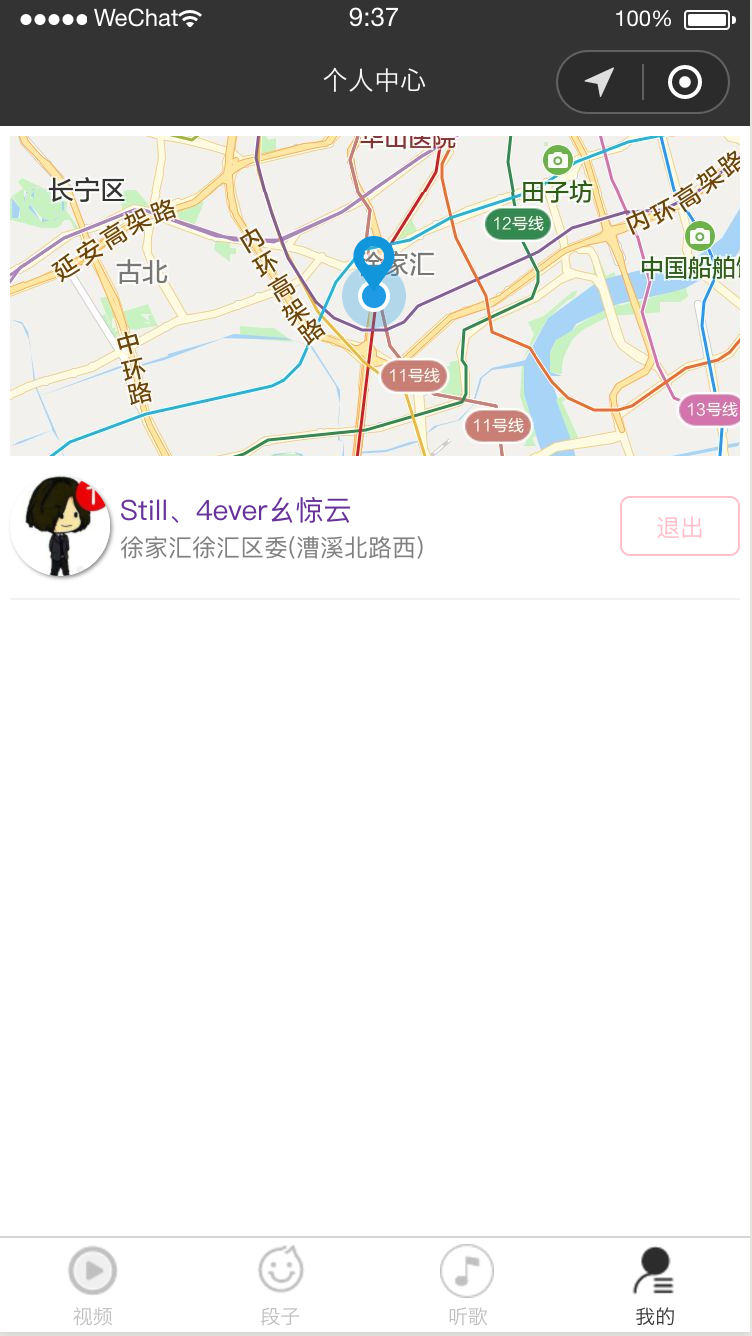 WeChat 9:37 100%
个人中心
华山医院
长宁区
田子坊
内环高架路
12号线
延安高架路
内环高架路
徐家汇
古北
中国船舶
中环路
11号线
13号线
11号线
1
Still、4ever幺惊云
徐家汇徐汇区委(漕溪北路西)
退出
视频 段子 听歌 我的